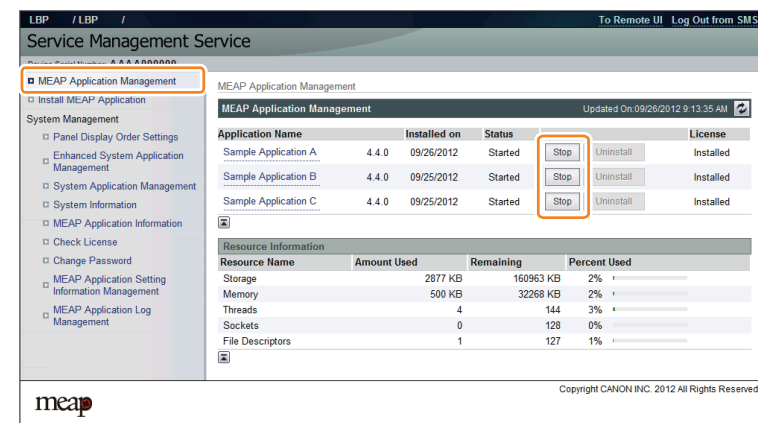 LBP / LBP /
To Remote UI Log Out from SMS
Service Management Service
MEAP Application Management
Install MEAP Application
System Management
Panel Display Order Settings
Enhanced System Application
Management
System Application Management
System Information
MEAP Application Information
Check License
Change Password
MEAP Application Setting
Information Management
MEAP Application Log
Management
MEAP Application Management
MEAP Application Management Updated On:09/26/2012 9:13:35 AM
Application Name Installed on Status License
Sample Application A 4.4.0 09/26/2012 Started Stop Uninstall Installed
Sample Application B 4.4.0 09/25/2012 Started Stop Uninstall Installed
Sample Application C 4.4.0 09/25/2012 Started Stop Uninstall Installed
Resource Information
Resource Name Amount Used Remaining Percent Used
Storage 2877 KB 160963 KB 2%
Memory 500 KB 32268 KB 2%
Threads 4 144 3%
Sockets 0 128 0%
File Descriptors 1 127 1%
Copyright CANON INC. 2012 All Rights Reserved
meap